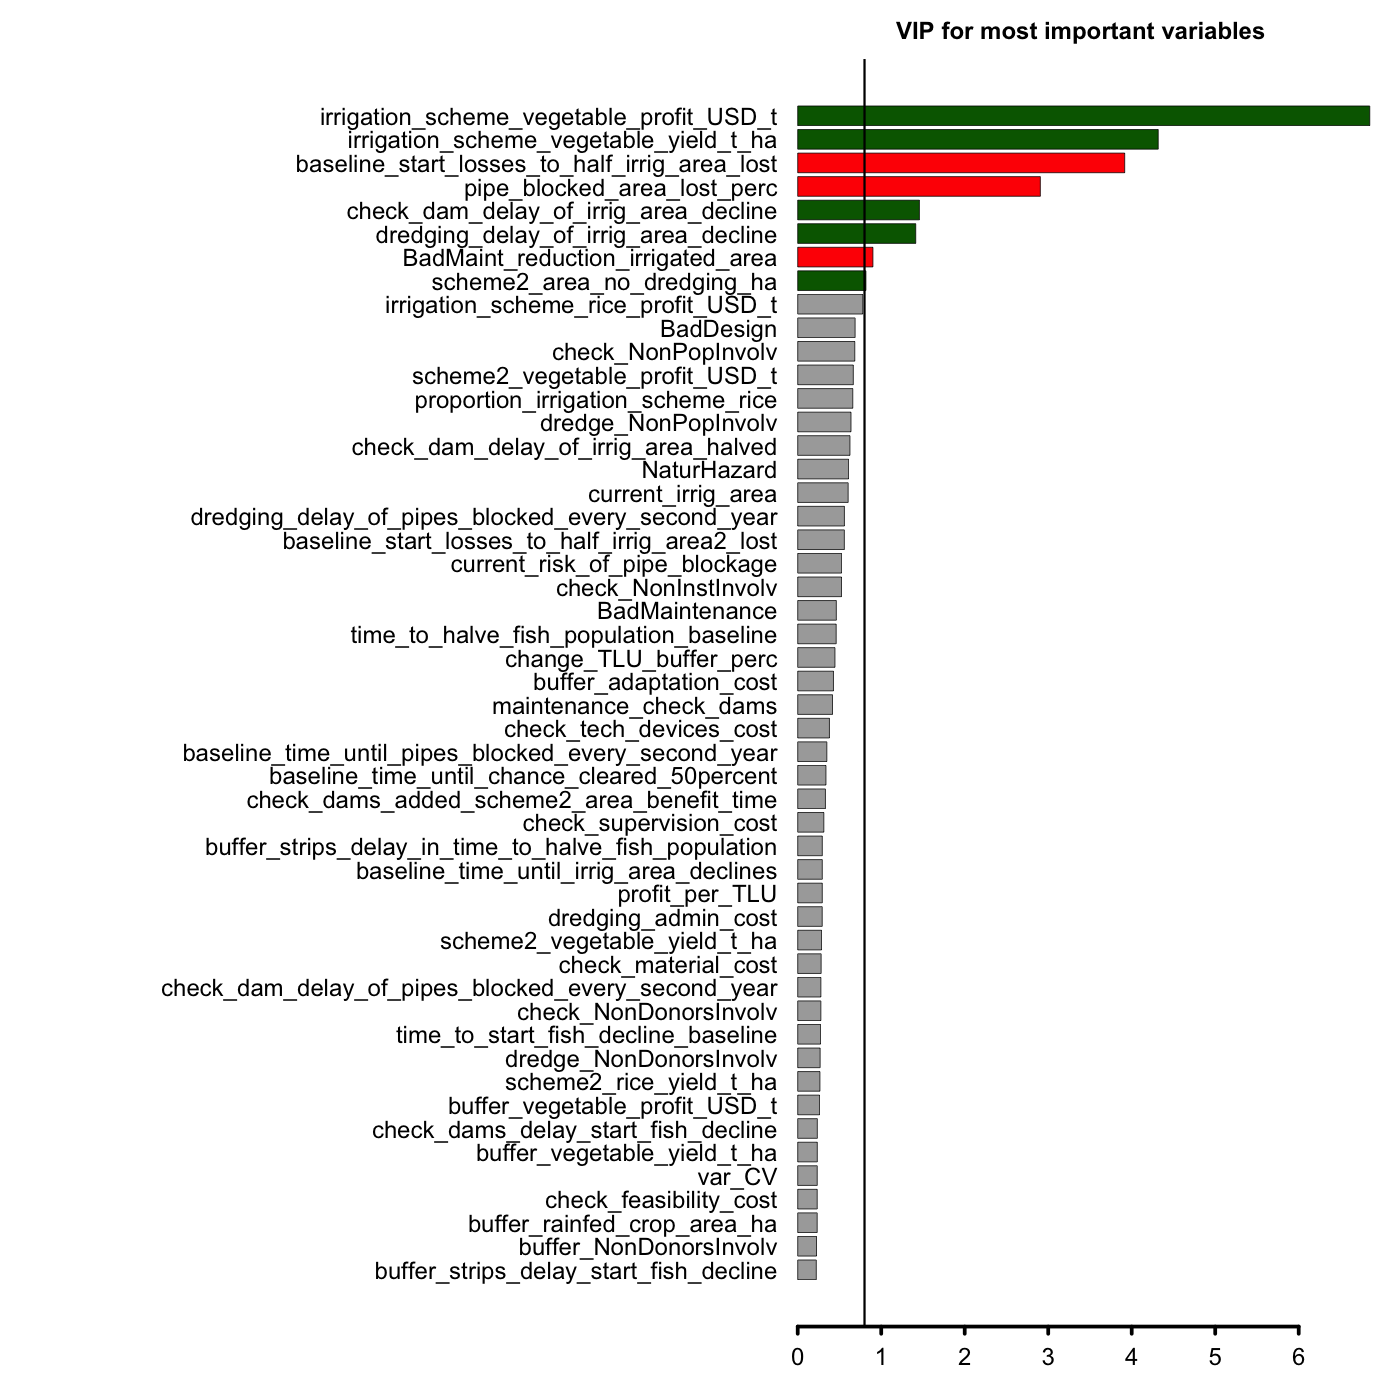 VIP for most important variables
irrigation_scheme_vegetable_profit_USD_t
irrigation_scheme_vegetable_yield_t_ha
baseline_start_losses_to_half_irrig_area_lost
pipe_blocked_area_lost_perc
check_dam_delay_of_irrig_area_decline
dredging_delay_of_irrig_area_decline
BadMaint_reduction_irrigated_area
scheme2_area_no_dredging_ha
irrigation_scheme_rice_profit_USD_t
BadDesign
check_NonPopInvolv
scheme2_vegetable_profit_USD_t
proportion_irrigation_scheme_rice
dredge_NonPopInvolv
check_dam_delay_of_irrig_area_halved
NaturHazard
current_irrig_area
dredging_delay_of_pipes_blocked_every_second_year
baseline_start_losses_to_half_irrig_area2_lost
current_risk_of_pipe_blockage
check_NonInstInvolv
BadMaintenance
time_to_halve_fish_population_baseline
change_TLU_buffer_perc
buffer_adaptation_cost
maintenance_check_dams
check_tech_devices_cost
baseline_time_until_pipes_blocked_every_second_year
baseline_time_until_chance_cleared_50percent
check_dams_added_scheme2_area_benefit_time
check_supervision_cost
buffer_strips_delay_in_time_to_halve_fish_population
baseline_time_until_irrig_area_declines
profit_per_TLU
dredging_admin_cost
scheme2_vegetable_yield_t_ha
check_material_cost
check_dam_delay_of_pipes_blocked_every_second_year
check_NonDonorsInvolv
time_to_start_fish_decline_baseline
dredge_NonDonorsInvolv
scheme2_rice_yield_t_ha
buffer_vegetable_profit_USD_t
check_dams_delay_start_fish_decline
buffer_vegetable_yield_t_ha
var_CV
check_feasibility_cost
buffer_rainfed_crop_area_ha
buffer_NonDonorsInvolv
buffer_strips_delay_start_fish_decline
0 1 2 3 4 5 6